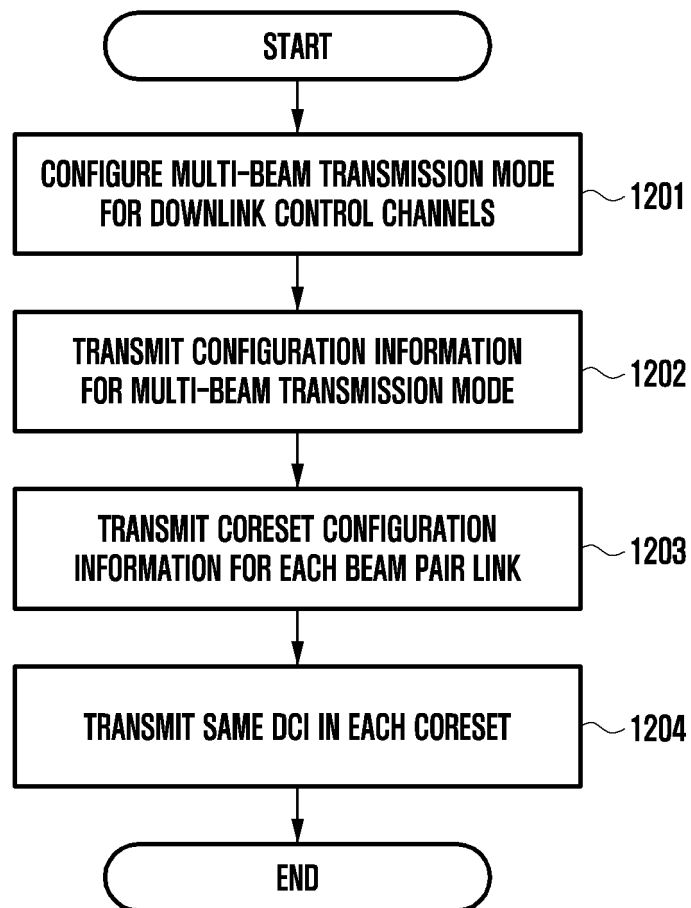 START
CONFIGURE MULTI-BEAM TRANSMISSION MODE
FOR DOWNLINK CONTROL CHANNELS
1201
TRANSMIT CONFIGURATION INFORMATION
FOR MULTI-BEAM TRANSMISSION MODE
1202
TRANSMIT CORESET CONFIGURATION
INFORMATION FOR EACH BEAM PAIR LINK
1203
TRANSMIT SAME DCI IN EACH CORESET
1204
END